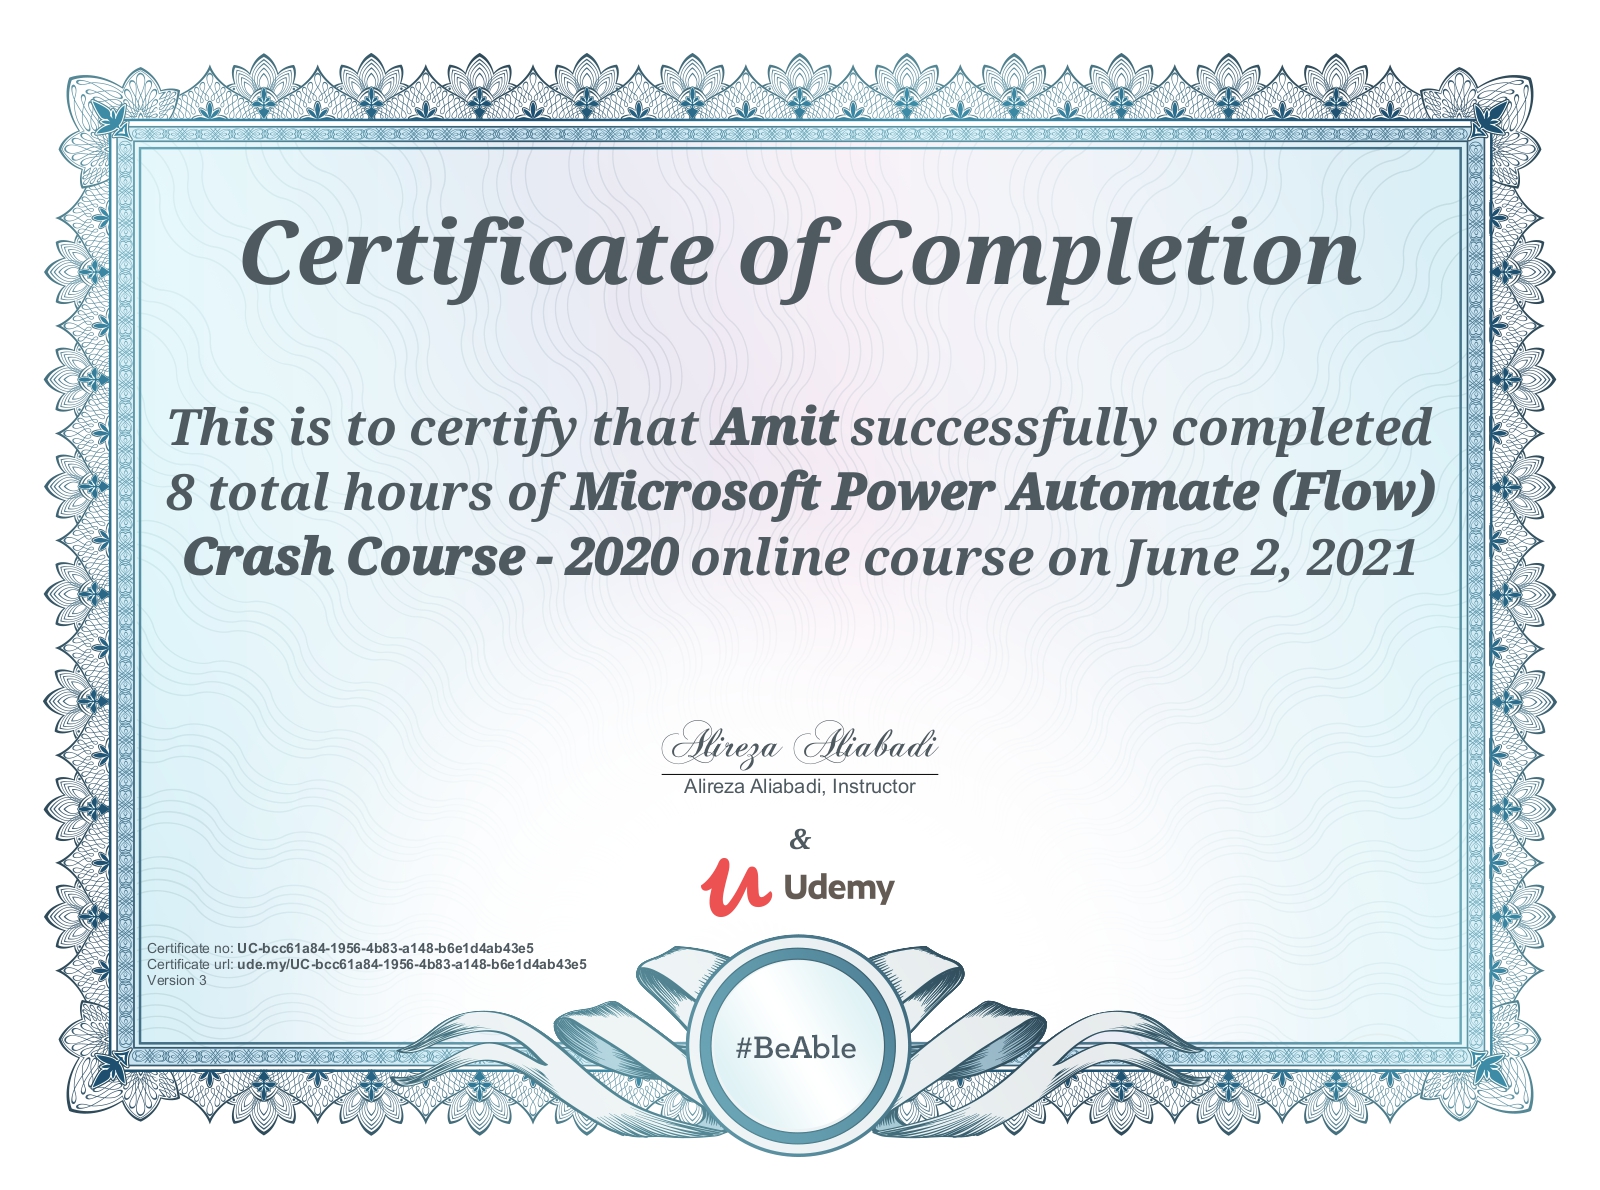 Certificate of Completion
This is to certify that Amit successfully completed
8 total hours of Microsoft Power Automate (Flow)
Crash Course - 2020 online course on June 2, 2021
Alireza Aliabadi
Alireza Aliabadi, Instructor
&
Udemy
Certificate no: UC-bcc61a84-1956-4b83-a148-b6e1d4ab43e5
Certificate url: ude.my/UC-bcc61a84-1956-4b83-a148-b6e1d4ab43e5
Version 3
#BeAble